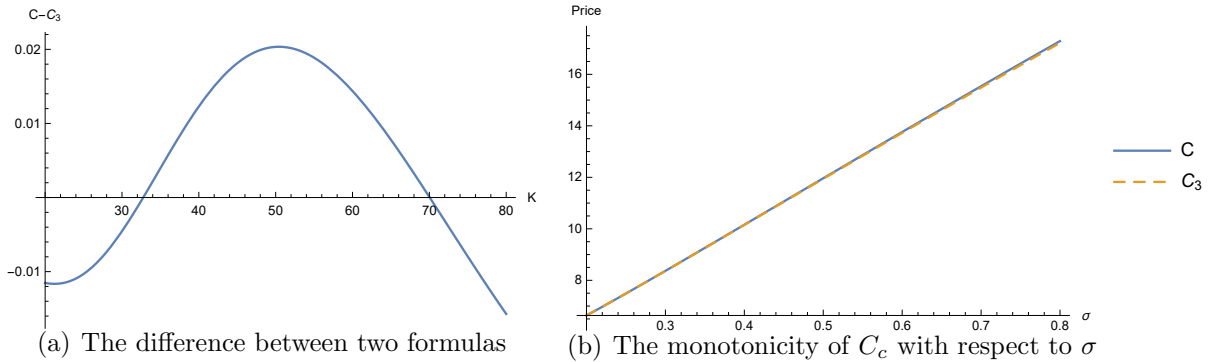 C−C₃
0.02
0.01
−0.01
30 40 50 60 70 80
K
(a) The difference between two formulas
Price
16
14
12
10
8
0.3 0.4 0.5 0.6 0.7 0.8
σ
C
C₃
(b) The monotonicity of C_c with respect to σ